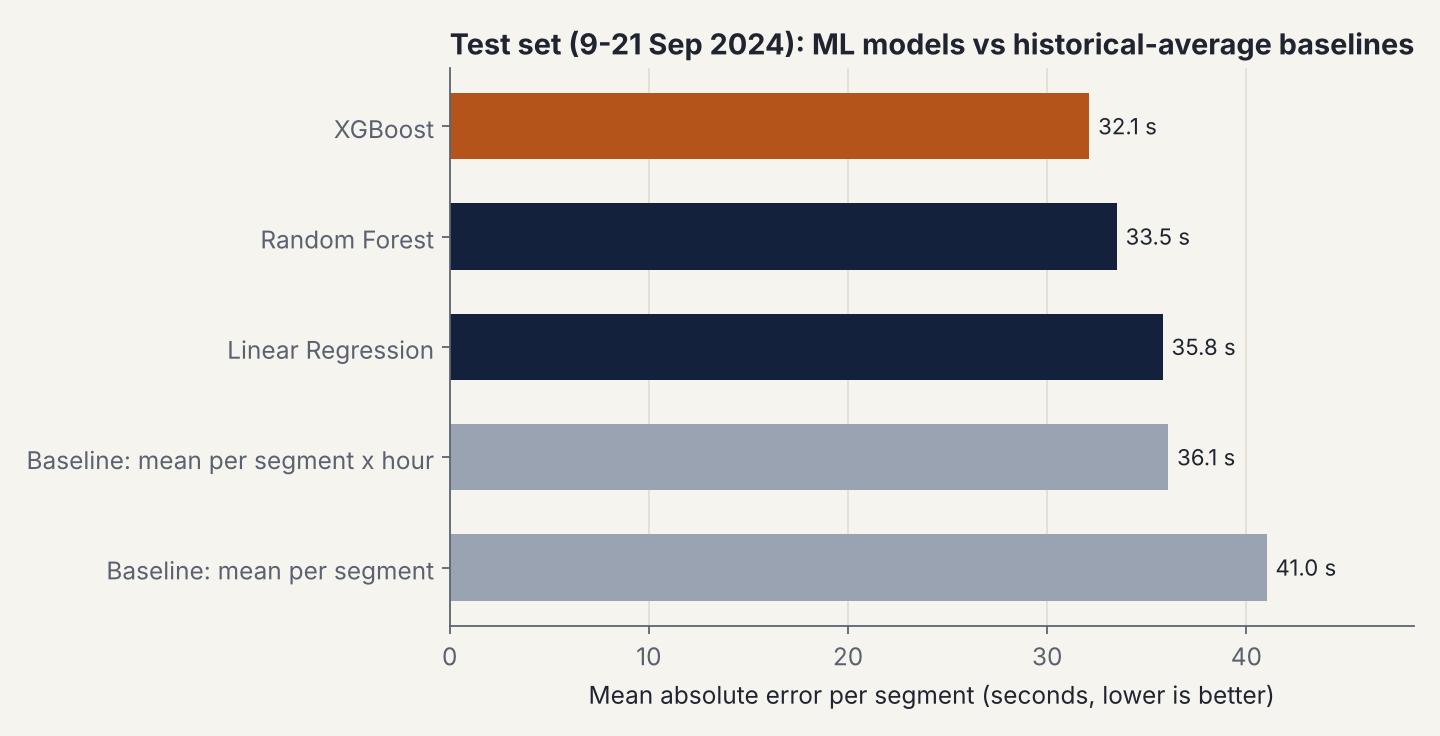 Test set (9-21 Sep 2024): ML models vs historical-average baselines
XGBoost
32.1 s
Random Forest
33.5 s
Linear Regression
35.8 s
Baseline: mean per segment x hour
36.1 s
Baseline: mean per segment
41.0 s
0 10 20 30 40
Mean absolute error per segment (seconds, lower is better)